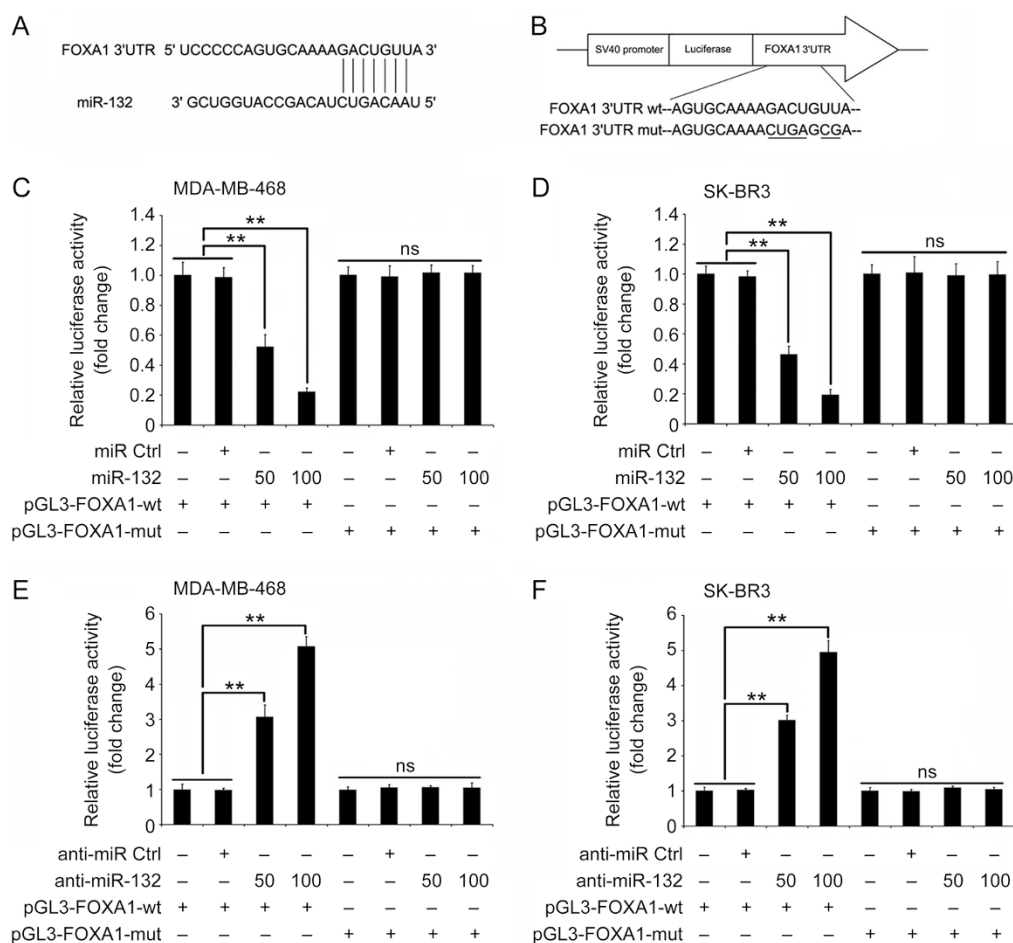 A
FOXA1 3'UTR 5' UCCCCCAGUGCAAAAGACUGUUA 3'
miR-132 3' GCUGGUACCGACAUCUGACAAU 5'
B
SV40 promoter Luciferase FOXA1 3'UTR
FOXA1 3'UTR wt--AGUGCAAAAGACUGUUA--
FOXA1 3'UTR mut--AGUGCAAAACUGAGCGA--
C
MDA-MB-468
Relative luciferase activity
(fold change)
1.4
1.2
1.0
0.8
0.6
0.4
0.2
0
** ** ns
miR Ctrl – + – – – + – –
miR-132 – – 50 100 – – 50 100
pGL3-FOXA1-wt + + + + – – – –
pGL3-FOXA1-mut – – – – + + + +
D
SK-BR3
Relative luciferase activity
(fold change)
1.4
1.2
1.0
0.8
0.6
0.4
0.2
0
** ** ns
miR Ctrl – + – – – + – –
miR-132 – – 50 100 – – 50 100
pGL3-FOXA1-wt + + + + – – – –
pGL3-FOXA1-mut – – – – + + + +
E
MDA-MB-468
Relative luciferase activity
(fold change)
6
5
4
3
2
1
0
** ** ns
anti-miR Ctrl – + – – – + – –
anti-miR-132 – – 50 100 – – 50 100
pGL3-FOXA1-wt + + + + – – – –
pGL3-FOXA1-mut – – – – + + + +
F
SK-BR3
Relative luciferase activity
(fold change)
6
5
4
3
2
1
0
** ** ns
anti-miR Ctrl – + – – – + – –
anti-miR-132 – – 50 100 – – 50 100
pGL3-FOXA1-wt + + + + – – – –
pGL3-FOXA1-mut – – – – + + + +